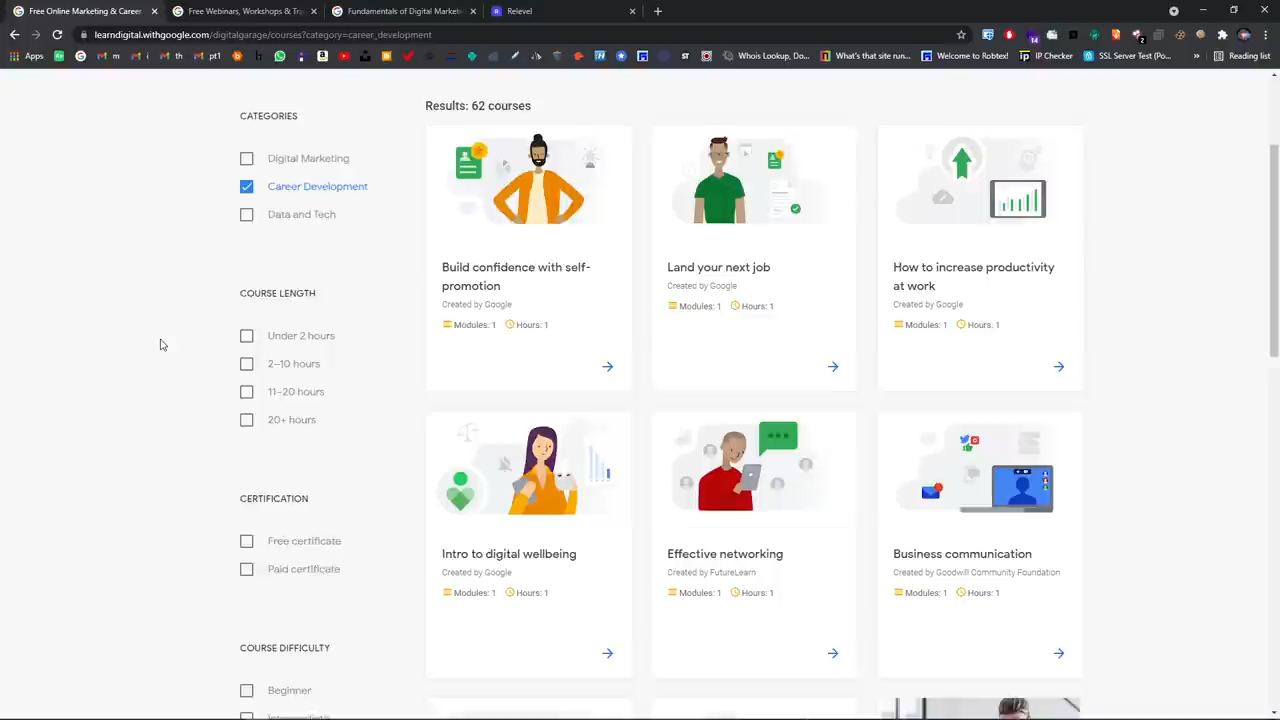 Free Online Marketing & Career
Free Webinars, Workshops & Tra
Fundamentals of Digital Marketi
Relevel
learndigital.withgoogle.com/digitalgarage/courses?category=career_development
Apps
m
i
th
pt1
Whois Lookup, Do...
What's that site run...
Welcome to Robtex!
IP Checker
SSL Server Test (Po...
»
Reading list
CATEGORIES
Digital Marketing
Career Development
Data and Tech
COURSE LENGTH
Under 2 hours
2–10 hours
11–20 hours
20+ hours
CERTIFICATION
Free certificate
Paid certificate
COURSE DIFFICULTY
Beginner
Results: 62 courses
Build confidence with self-
promotion
Created by Google
Modules: 1 Hours: 1
Land your next job
Created by Google
Modules: 1 Hours: 1
How to increase productivity
at work
Created by Google
Modules: 1 Hours: 1
Intro to digital wellbeing
Created by Google
Modules: 1 Hours: 1
Effective networking
Created by FutureLearn
Modules: 1 Hours: 1
Business communication
Created by Goodwill Community Foundation
Modules: 1 Hours: 1